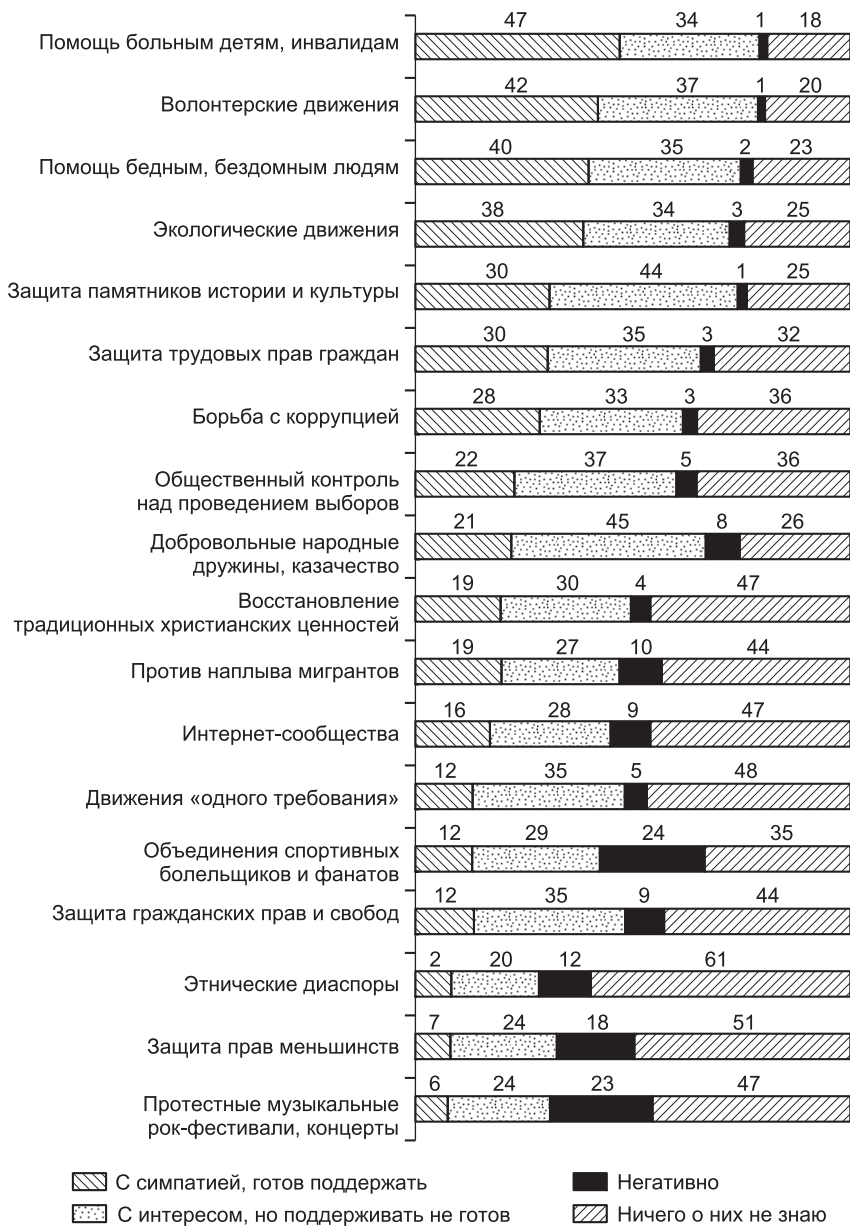 47 34 1 18
Помощь больным детям, инвалидам
42 37 1 20
Волонтерские движения
40 35 2 23
Помощь бедным, бездомным людям
38 34 3 25
Экологические движения
30 44 1 25
Защита памятников истории и культуры
30 35 3 32
Защита трудовых прав граждан
28 33 3 36
Борьба с коррупцией
22 37 5 36
Общественный контроль
над проведением выборов
21 45 8 26
Добровольные народные
дружины, казачество
19 30 4 47
Восстановление
традиционных христианских ценностей
19 27 10 44
Против наплыва мигрантов
16 28 9 47
Интернет-сообщества
12 35 5 48
Движения «одного требования»
12 29 24 35
Объединения спортивных
болельщиков и фанатов
12 35 9 44
Защита гражданских прав и свобод
2 20 12 61
Этнические диаспоры
7 24 18 51
Защита прав меньшинств
6 24 23 47
Протестные музыкальные
рок-фестивали, концерты
С симпатией, готов поддержать
Негативно
С интересом, но поддерживать не готов
Ничего о них не знаю